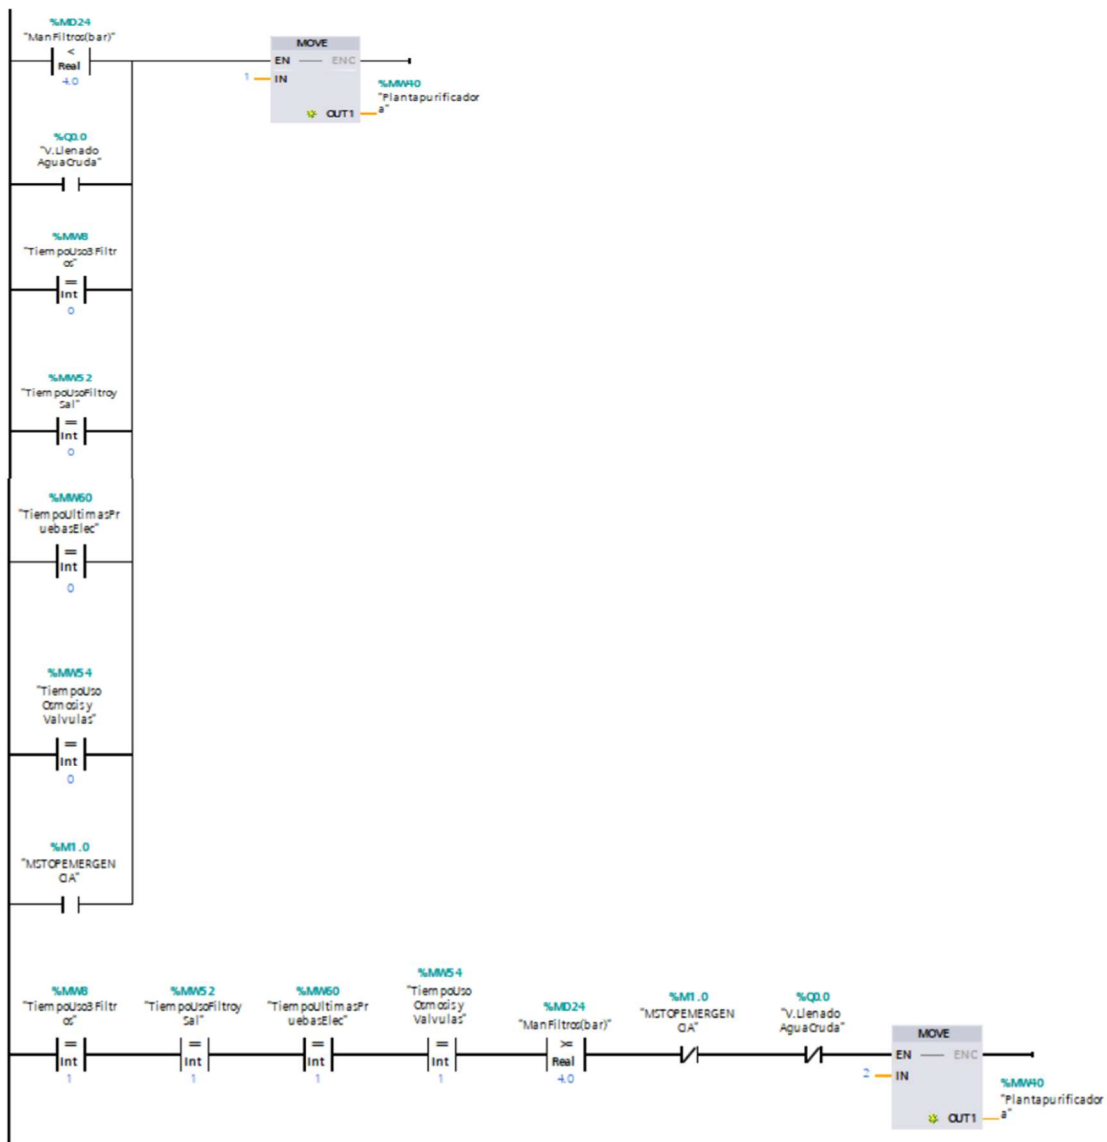 %MD24
"ManFiltros(bar)"
<
Real
4.0
MOVE
EN ENO
1 IN
%MW40
"Plantapurificador
a"
OUT1
%Q0.0
"V.Llenado
AguaCruda"
%MW8
"TiempoUso3Filtr
os"
=
Int
0
%MW52
"TiempoUsoFiltroy
Sal"
=
Int
0
%MW60
"TiempoUltimasPr
uebasElec"
=
Int
0
%MW54
"TiempoUso
Osmosis y
Valvulas"
=
Int
0
%M1.0
"MSTOPEMERGEN
CIA"
%MW8
"TiempoUso3Filtr
os"
=
Int
1
%MW52
"TiempoUsoFiltroy
Sal"
=
Int
1
%MW60
"TiempoUltimasPr
uebasElec"
=
Int
1
%MW54
"TiempoUso
Osmosis y
Valvulas"
=
Int
1
%MD24
"ManFiltros(bar)"
>=
Real
4.0
%M1.0
"MSTOPEMERGEN
CIA"
%Q0.0
"V.Llenado
AguaCruda"
MOVE
EN ENO
2 IN
%MW40
"Plantapurificador
a"
OUT1